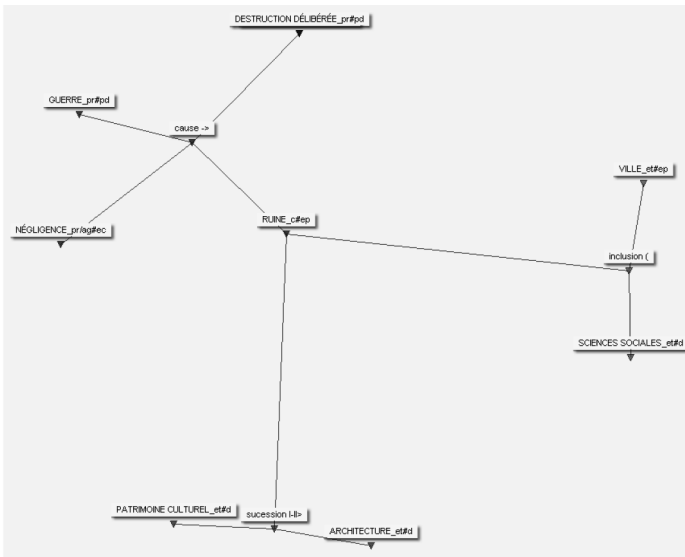 DESTRUCTION DÉLIBÉRÉE_pr#pd
GUERRE_pr#pd
cause ->
VILLE_et#ep
RUINE_c#ep
NÉGLIGENCE_pr/ag#ec
inclusion (
SCIENCES SOCIALES_et#d
PATRIMOINE CULTUREL_et#d
sucession I-II>
ARCHITECTURE_et#d